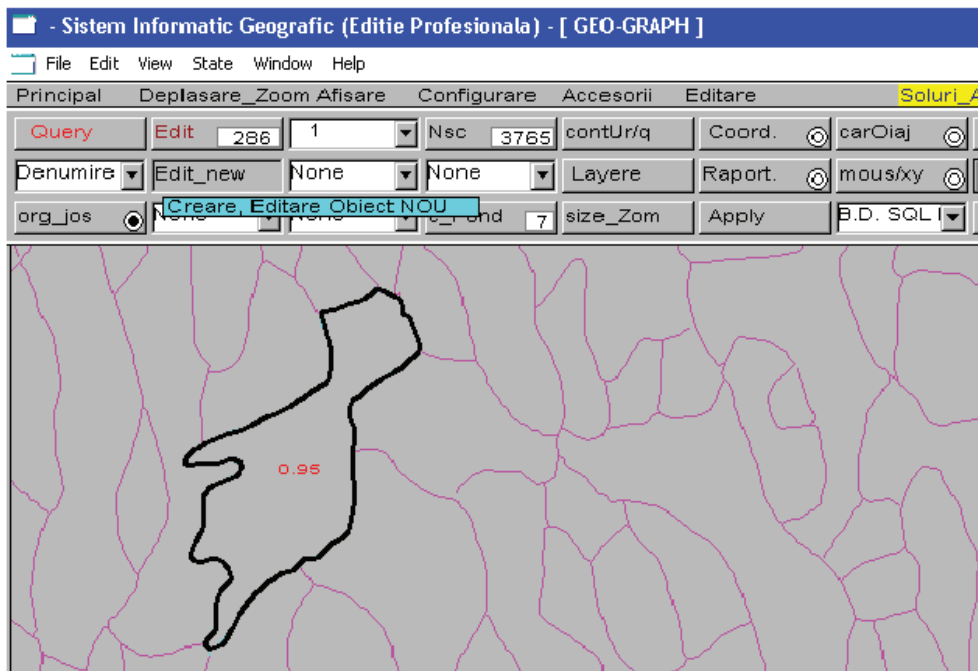 - Sistem Informatic Geografic (Editie Profesionala) - [ GEO-GRAPH ]
File Edit View State Window Help
Principal Deplasare_Zoom Afisare Configurare Accesorii Editare Soluri_A
Query Edit 286 1 Nsc 3765 contUr/q Coord. carOiaj
Denumire Edit_new None None Layere Raport. mous/xy
Creare, Editare Obiect NOU
org_jos 7 size_Zom Apply B.D. SQL
0.95